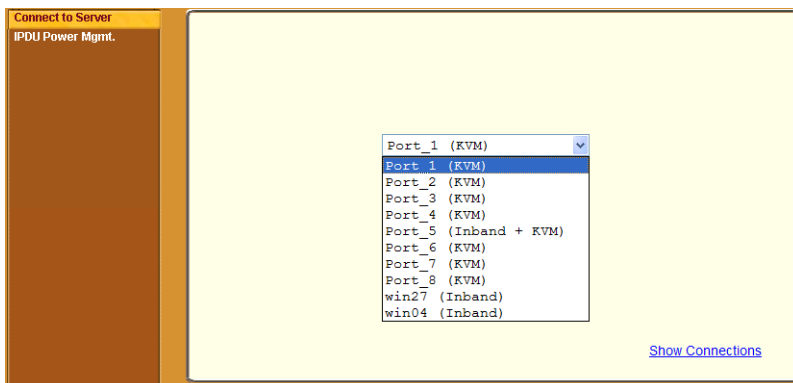 Connect to Server
IPDU Power Mgmt.
Port_1 (KVM)
Port_1 (KVM)
Port_2 (KVM)
Port_3 (KVM)
Port_4 (KVM)
Port_5 (Inband + KVM)
Port_6 (KVM)
Port_7 (KVM)
Port_8 (KVM)
win27 (Inband)
win04 (Inband)
Show Connections